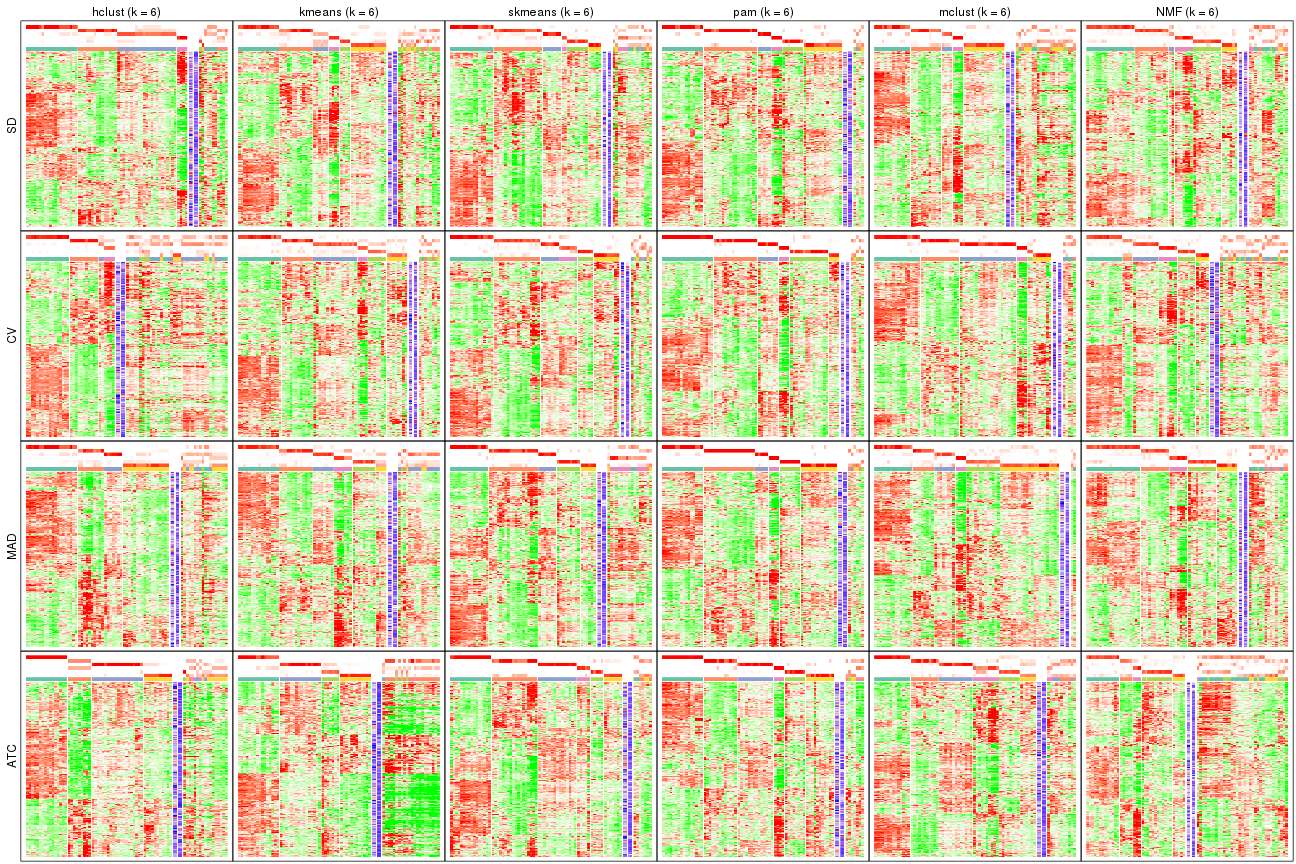 hclust (k = 6) kmeans (k = 6) skmeans (k = 6) pam (k = 6) mclust (k = 6) NMF (k = 6)
SD
CV
MAD
ATC